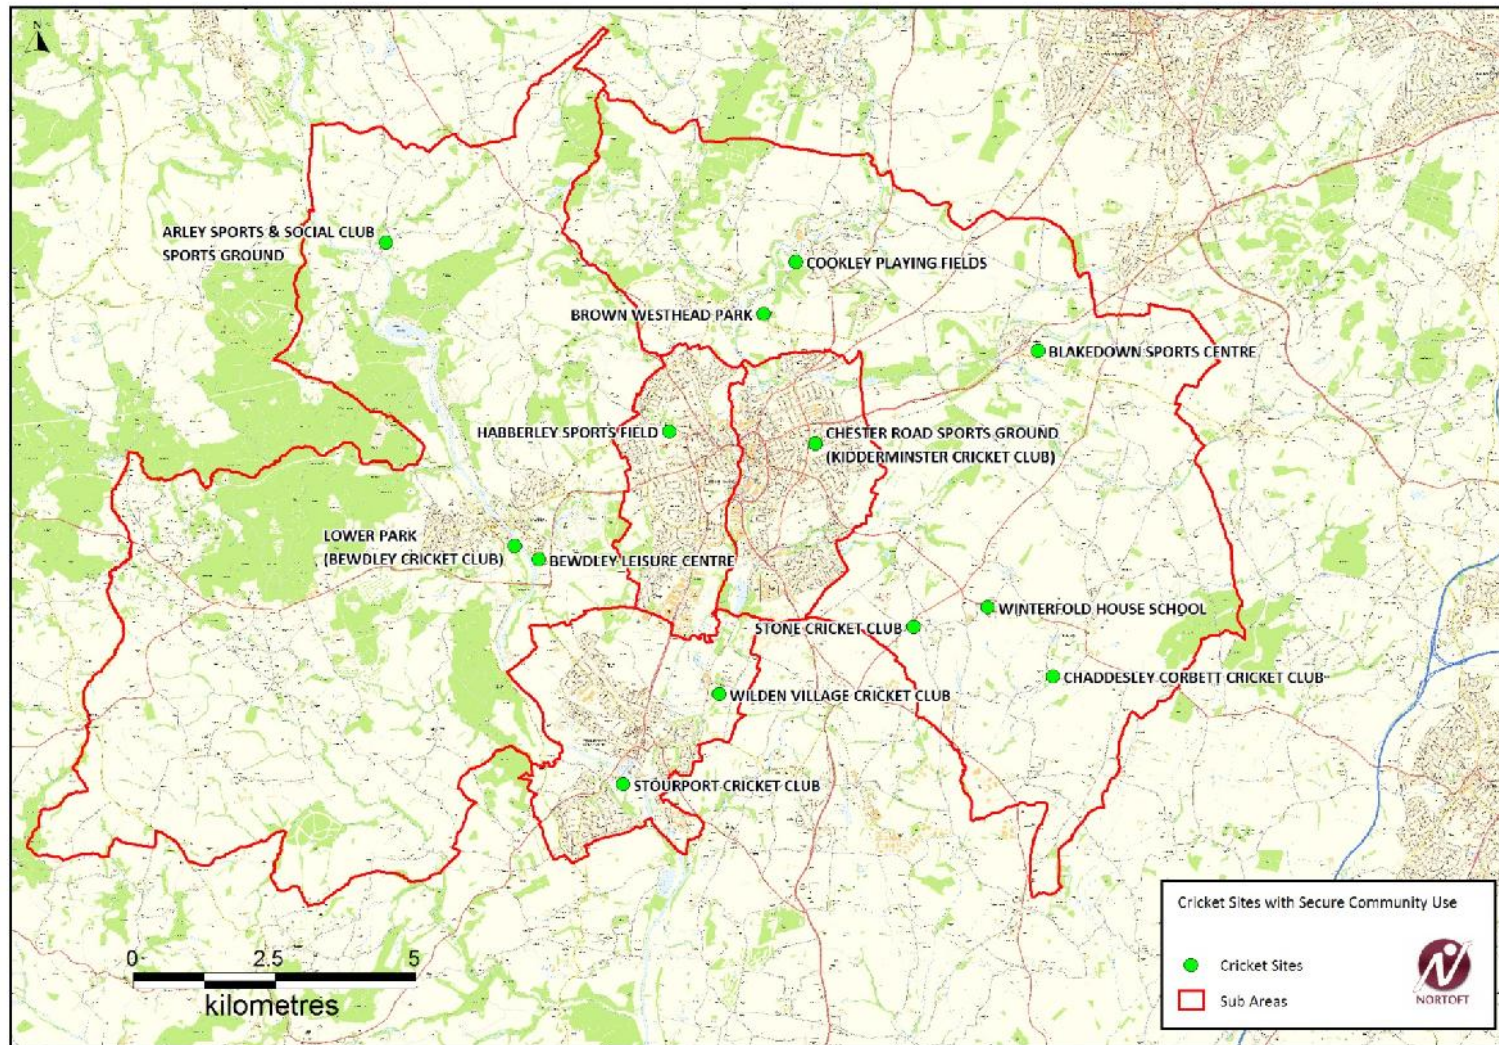 N
ARLEY SPORTS & SOCIAL CLUB
SPORTS GROUND
COOKLEY PLAYING FIELDS
BROWN WESTHEAD PARK
BLAKEDOWN SPORTS CENTRE
HABBERLEY SPORTS FIELD
CHESTER ROAD SPORTS GROUND
(KIDDERMINSTER CRICKET CLUB)
LOWER PARK
(BEWDLEY CRICKET CLUB)
BEWDLEY LEISURE CENTRE
WINTERFOLD HOUSE SCHOOL
STONE CRICKET CLUB
CHADDESLEY CORBETT CRICKET CLUB
WILDEN VILLAGE CRICKET CLUB
STOURPORT CRICKET CLUB
0 2.5 5
kilometres
Cricket Sites with Secure Community Use
Cricket Sites
Sub Areas
NORTOFT